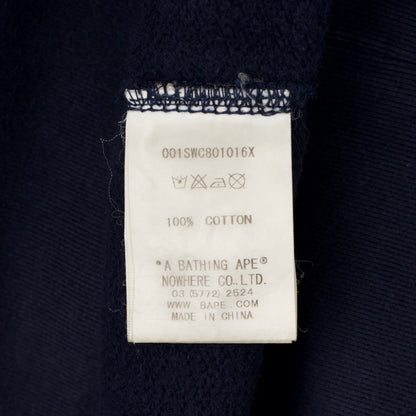 001SWC801016X
100% COTTON
"A BATHING APE®
NOWHERE CO.,LTD.
03 (5772) 2524
WWW. BAPE. COM
MADE IN CHINA